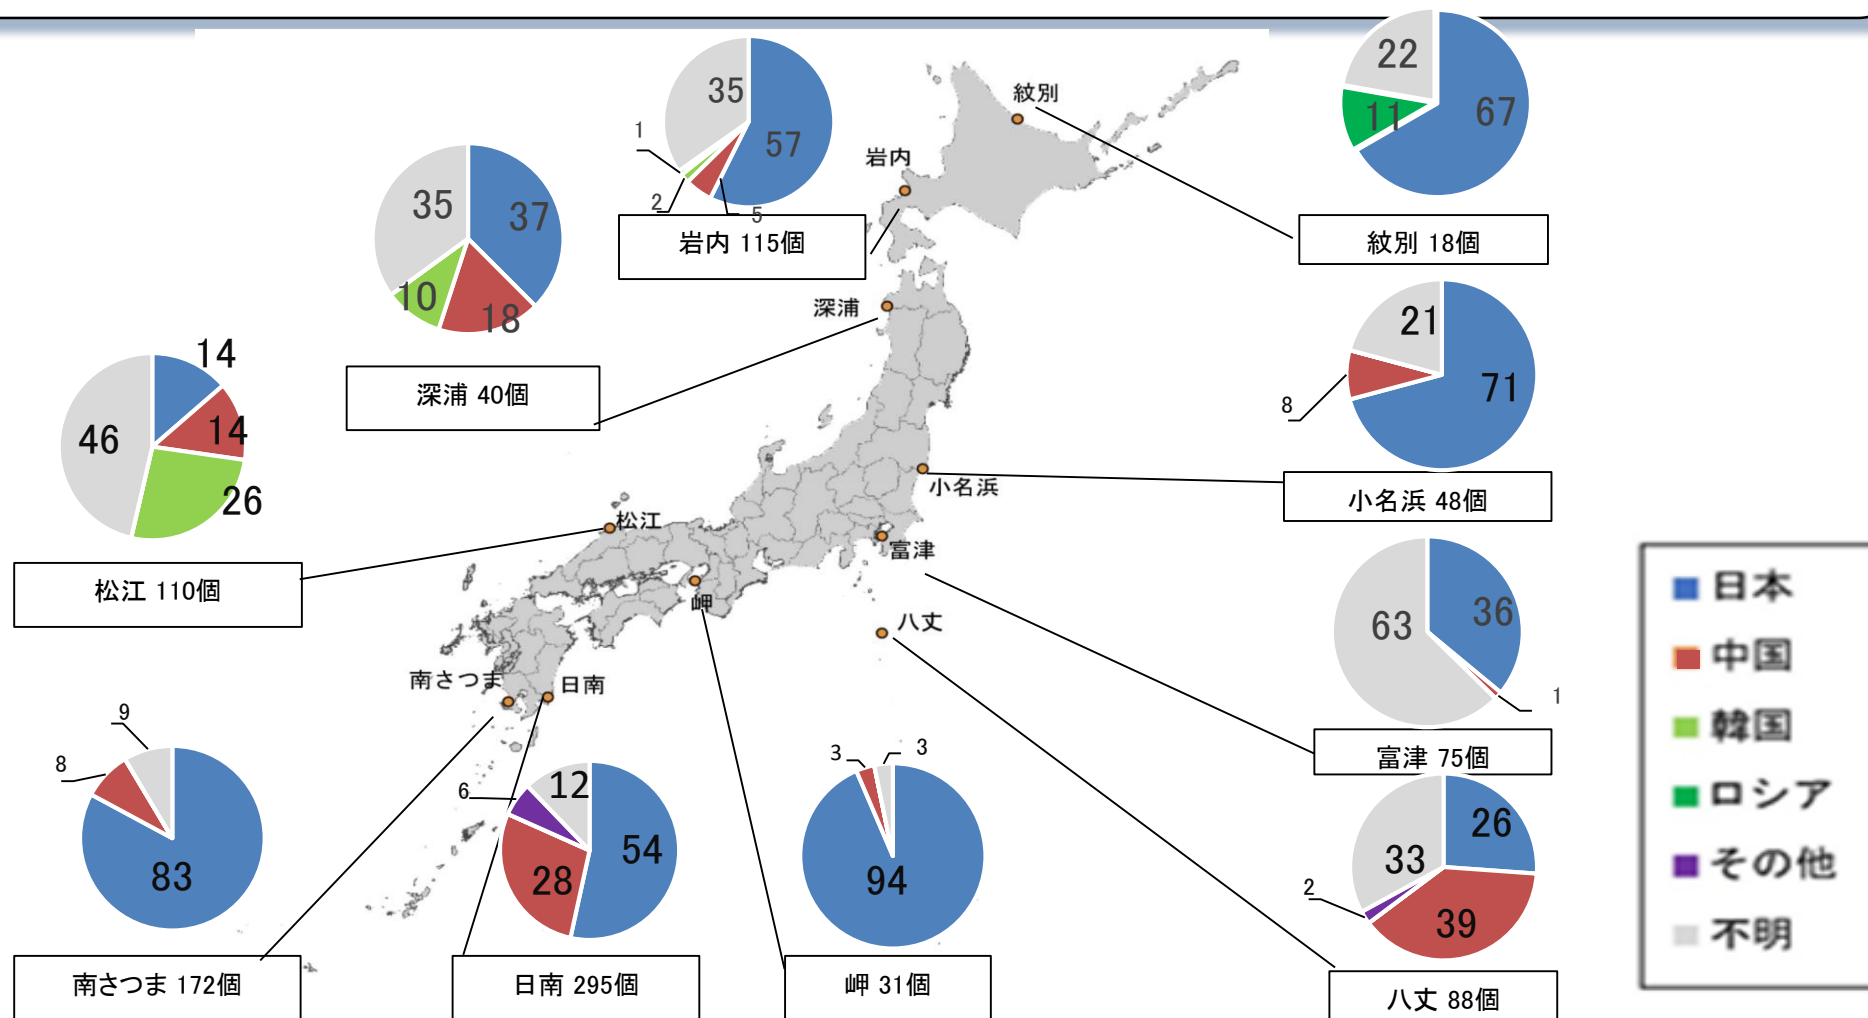 22
11
67
紋別 18個
35
57
1
2
5
岩内 115個
紋別
岩内
35
37
10
18
深浦 40個
深浦
21
71
8
小名浜 48個
小名浜
14
14
46
26
松江 110個
松江
富津
岬
八丈
63
36
1
富津 75個
南さつま
日南
9
8
83
南さつま 172個
6
12
54
28
日南 295個
3
3
94
岬 31個
26
33
2
39
八丈 88個
日本
中国
韓国
ロシア
その他
不明